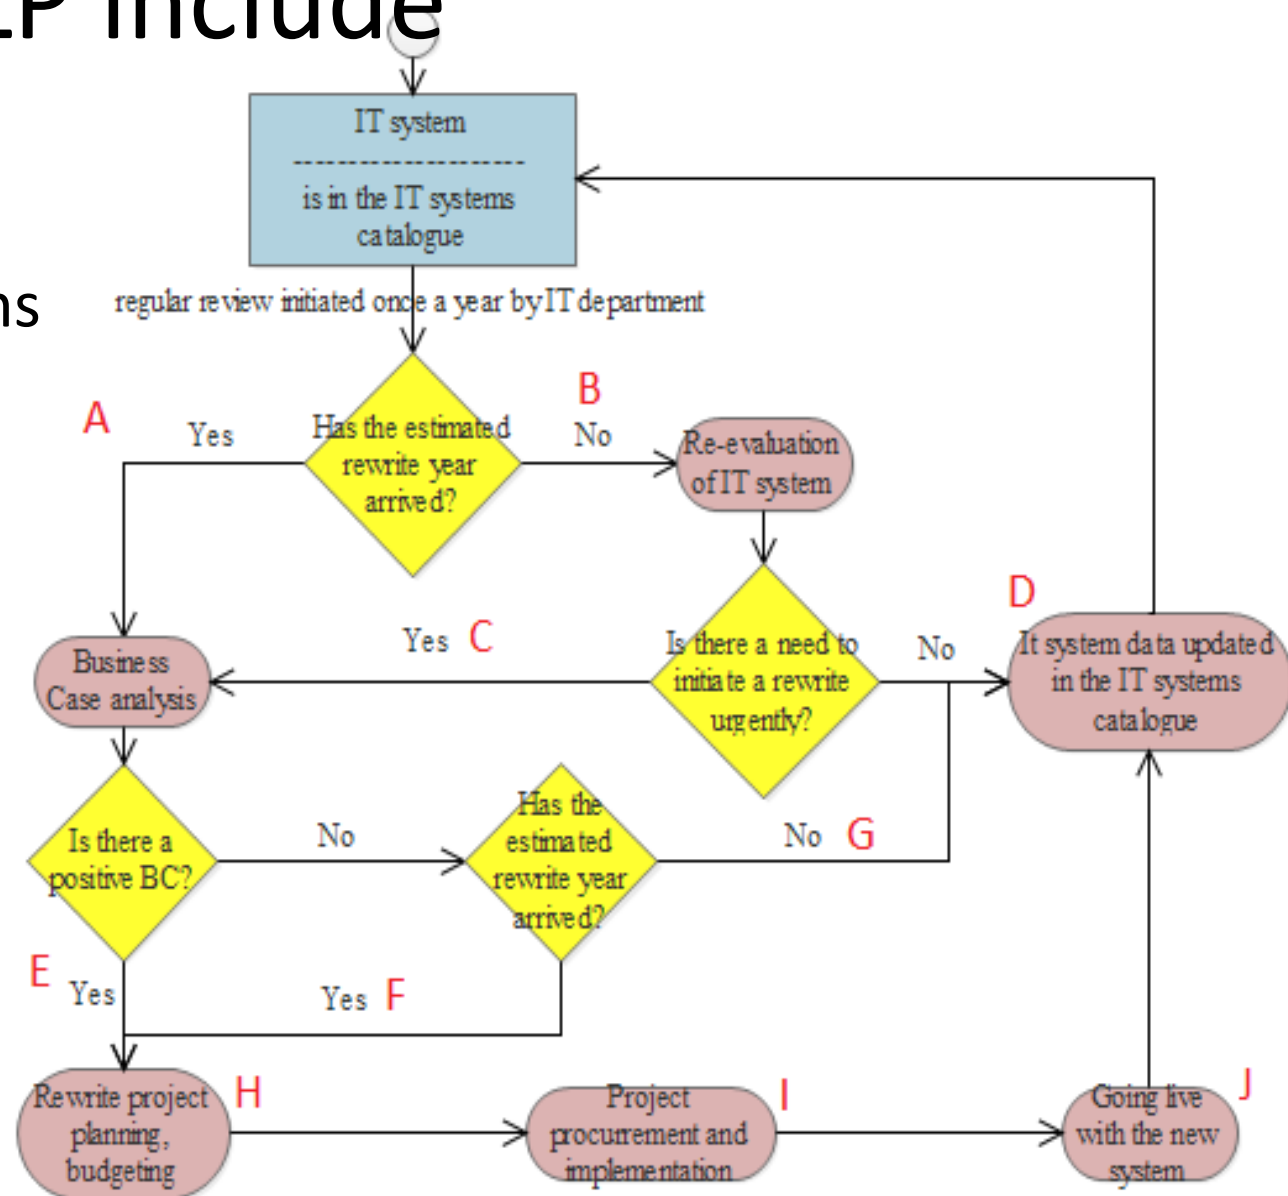 LP include
IT system
---------------------
is in the IT systems
catalogue
ns
regular review initiated once a year by IT department
A
Yes
Has the estimated
rewrite year
arrived?
B
No
Re-evaluation
of IT system
Yes C
Is there a need to
initiate a rewrite
urgently?
No
D
It system data updated
in the IT systems
catalogue
Business
Case analysis
Is there a
positive BC?
No
Has the
estimated
rewrite year
arrived?
No G
E Yes
Yes F
Rewrite project
planning,
budgeting
H
Project
procurrement and
implementation
I
Going live
with the new
system
J